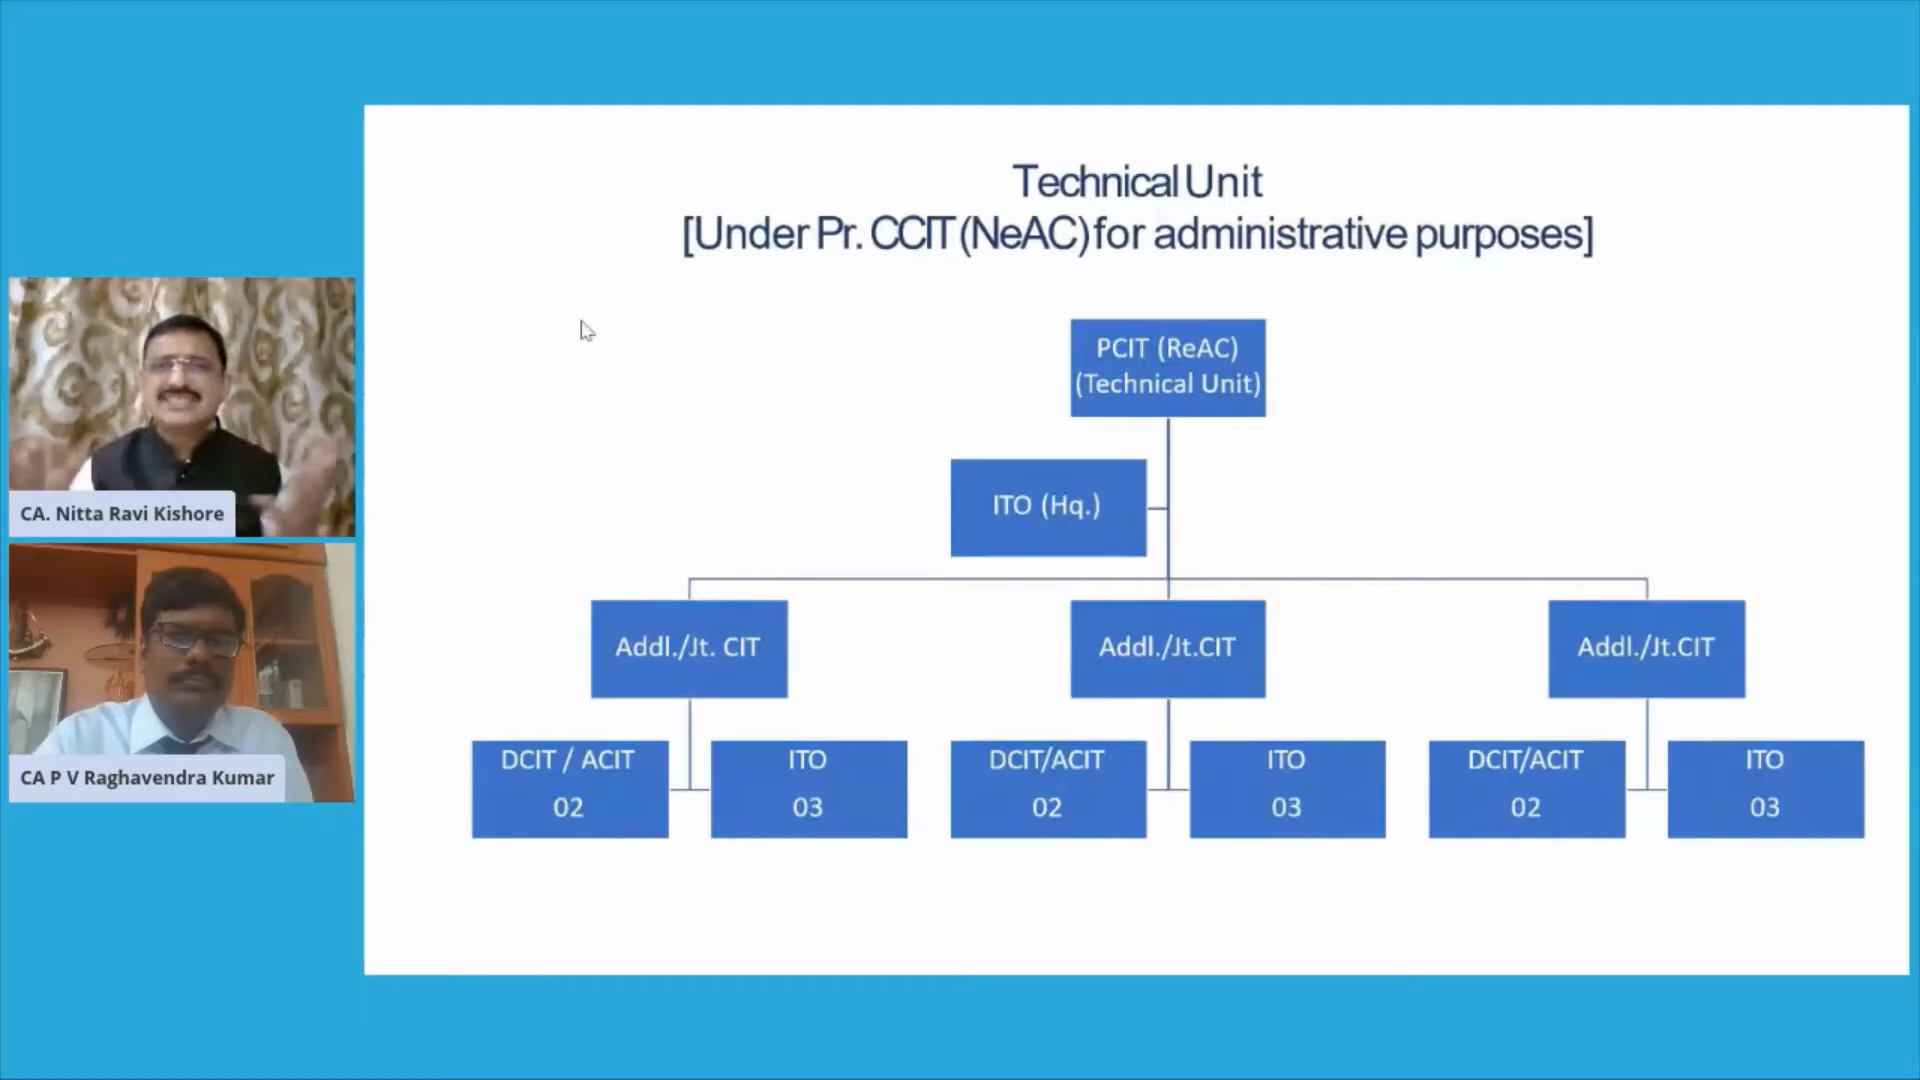 Technical Unit
[Under Pr. CCIT (NeAC) for administrative purposes]
PCIT (ReAC)
(Technical Unit)
ITO (Hq.)
Addl./Jt. CIT
Addl./Jt.CIT
Addl./Jt.CIT
DCIT / ACIT
02
ITO
03
DCIT/ACIT
02
ITO
03
DCIT/ACIT
02
ITO
03
CA. Nitta Ravi Kishore
CA P V Raghavendra Kumar